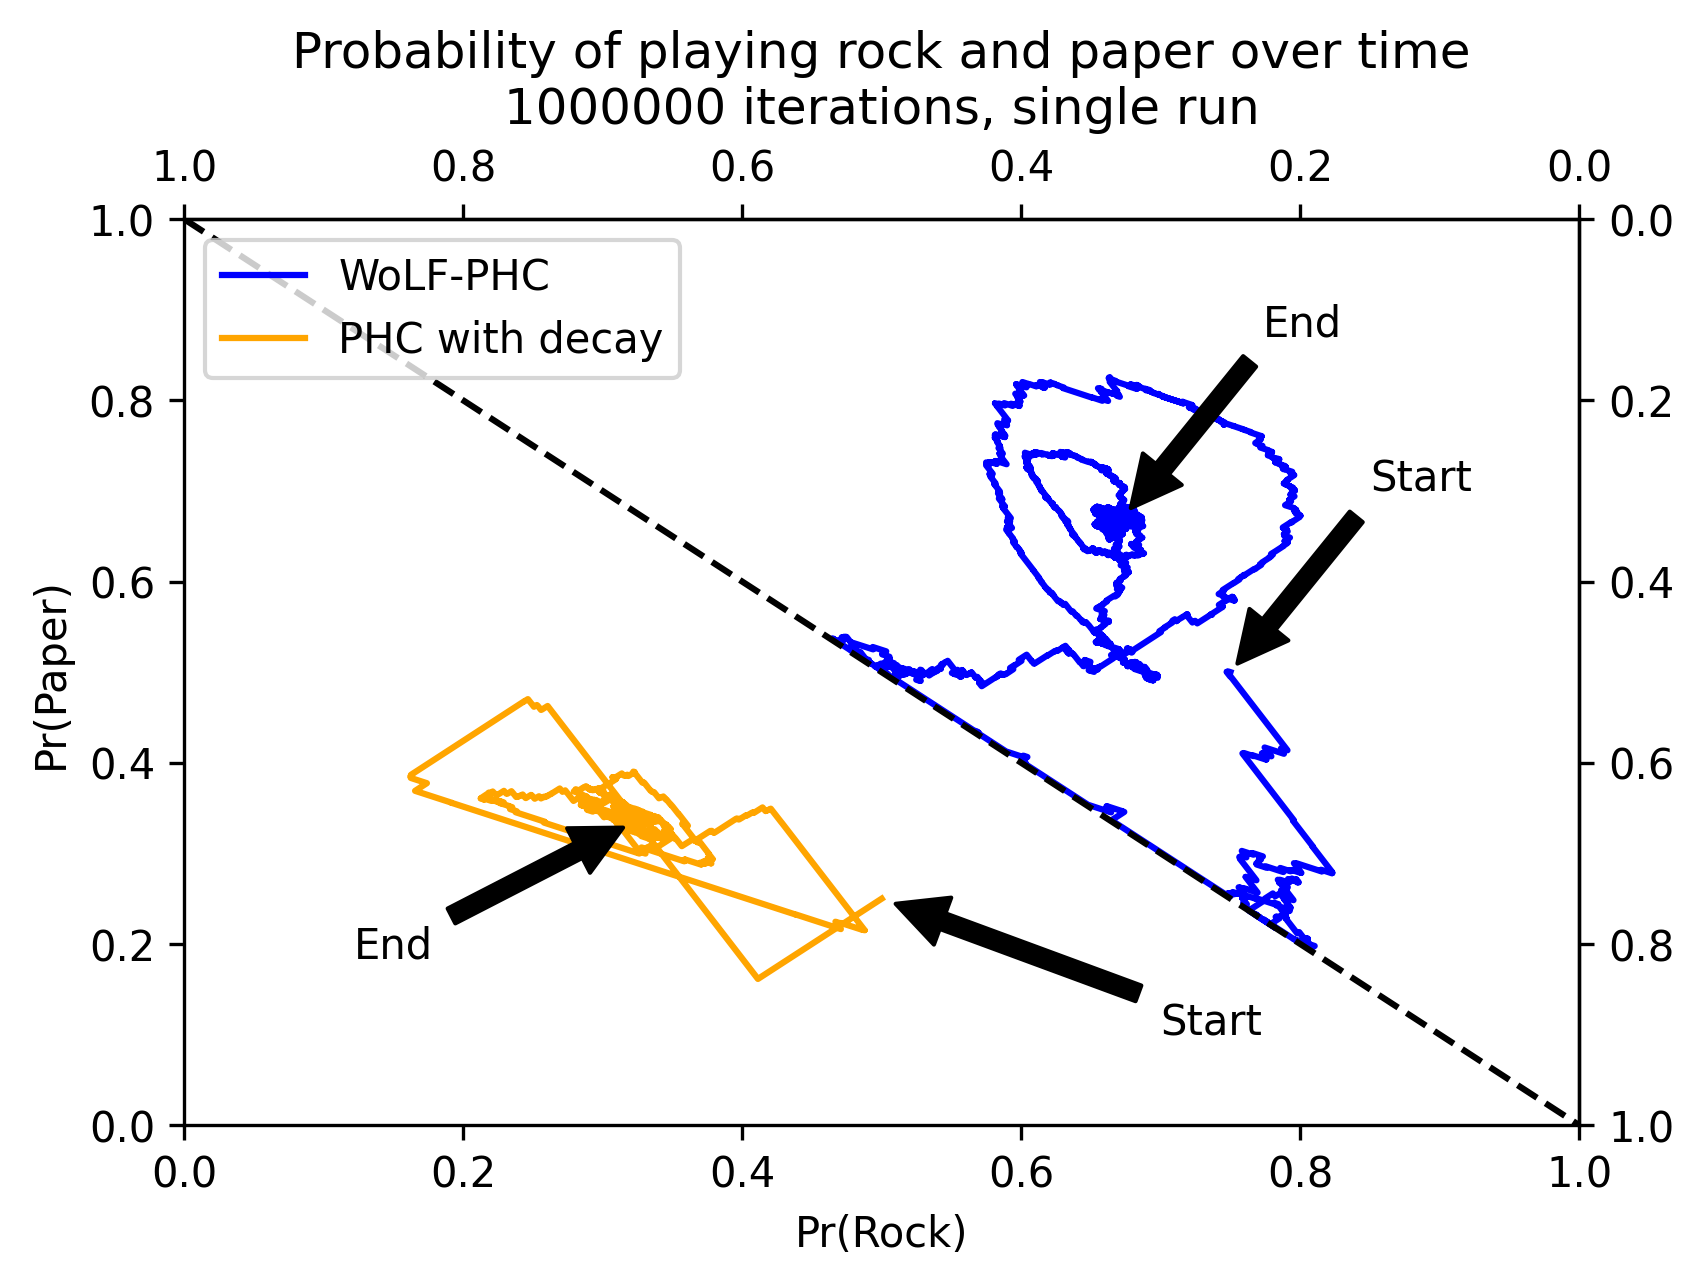 Probability of playing rock and paper over time
1000000 iterations, single run
1.0 0.8 0.6 0.4 0.2 0.0
1.0 0.0
WoLF-PHC
PHC with decay
End
0.8 0.2
Start
0.6 0.4
Pr(Paper)
0.4 0.6
0.2 0.8
End
Start
0.0 1.0
0.0 0.2 0.4 0.6 0.8 1.0
Pr(Rock)